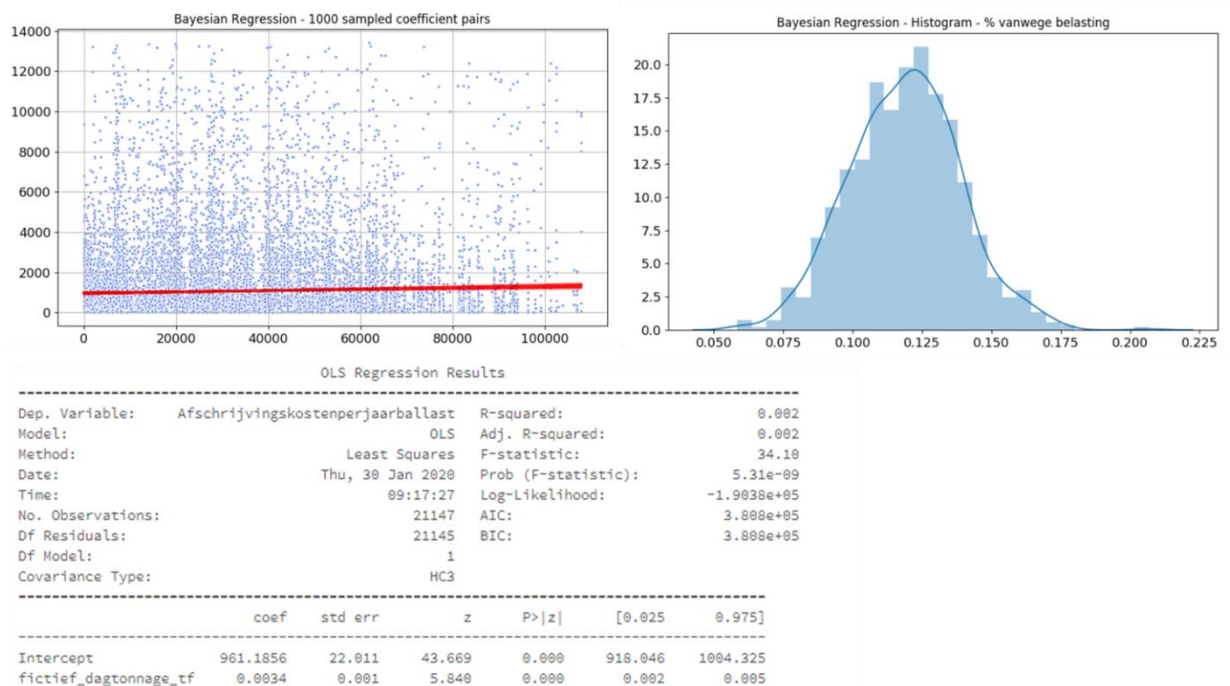 Bayesian Regression - 1000 sampled coefficient pairs
14000
12000
10000
8000
6000
4000
2000
0
0 20000 40000 60000 80000 100000
Bayesian Regression - Histogram - % vanwege belasting
20.0
17.5
15.0
12.5
10.0
7.5
5.0
2.5
0.0
0.050 0.075 0.100 0.125 0.150 0.175 0.200 0.225
OLS Regression Results
Dep. Variable: Afschrijvingskostenperjaarballast R-squared: 0.002
Model: OLS Adj. R-squared: 0.002
Method: Least Squares F-statistic: 34.10
Date: Thu, 30 Jan 2020 Prob (F-statistic): 5.31e-09
Time: 09:17:27 Log-Likelihood: -1.9038e+05
No. Observations: 21147 AIC: 3.808e+05
Df Residuals: 21145 BIC: 3.808e+05
Df Model: 1
Covariance Type: HC3
coef std err z P>|z| [0.025 0.975]
Intercept 961.1856 22.011 43.669 0.000 918.046 1004.325
fictief_dagtonnage_tf 0.0034 0.001 5.840 0.000 0.002 0.005